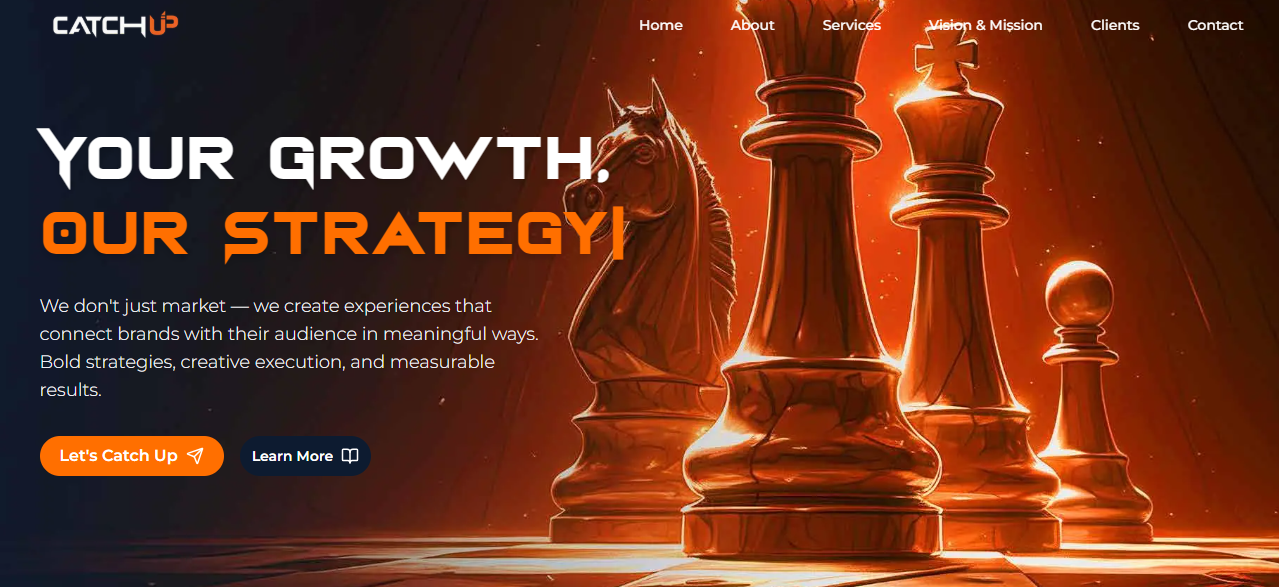 CATCHUP
Home About Services Vision & Mission Clients Contact
YOUR GROWTH,
OUR STRATEGY|
We don't just market — we create experiences that
connect brands with their audience in meaningful ways.
Bold strategies, creative execution, and measurable
results.
Let's Catch Up
Learn More